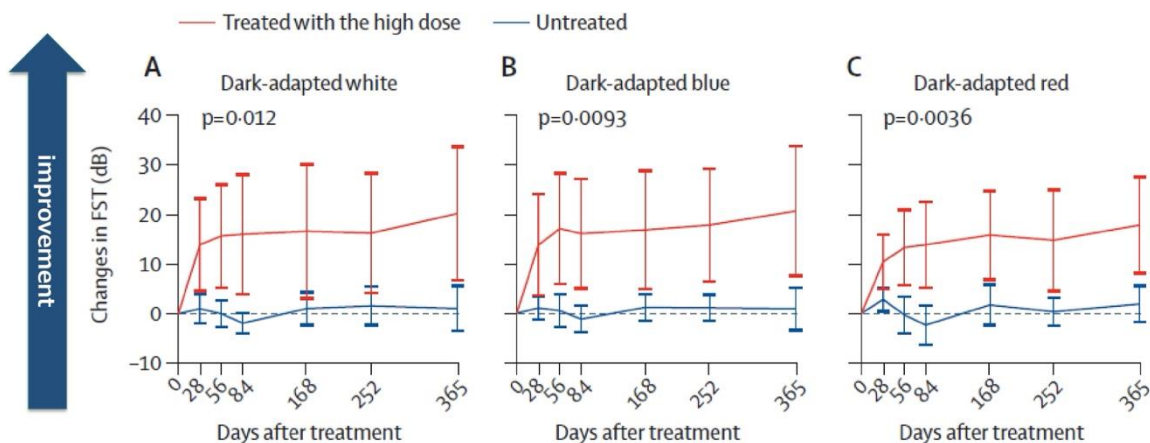 Treated with the high dose Untreated
improvement
Changes in FST (dB)
A
Dark-adapted white
p=0·012
40
30
20
10
0
–10
0 28 56 84 168 252 365
Days after treatment
B
Dark-adapted blue
p=0·0093
0 28 56 84 168 252 365
Days after treatment
C
Dark-adapted red
p=0·0036
0 28 56 84 168 252 365
Days after treatment